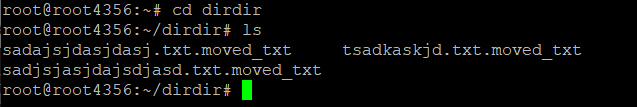 root@root4356:~# cd dirdir
root@root4356:~/dirdir# ls
sadajsjdasjdasj.txt.moved_txt     tsadkaskjd.txt.moved_txt
sadjsjasjdajsdjasd.txt.moved_txt
root@root4356:~/dirdir#